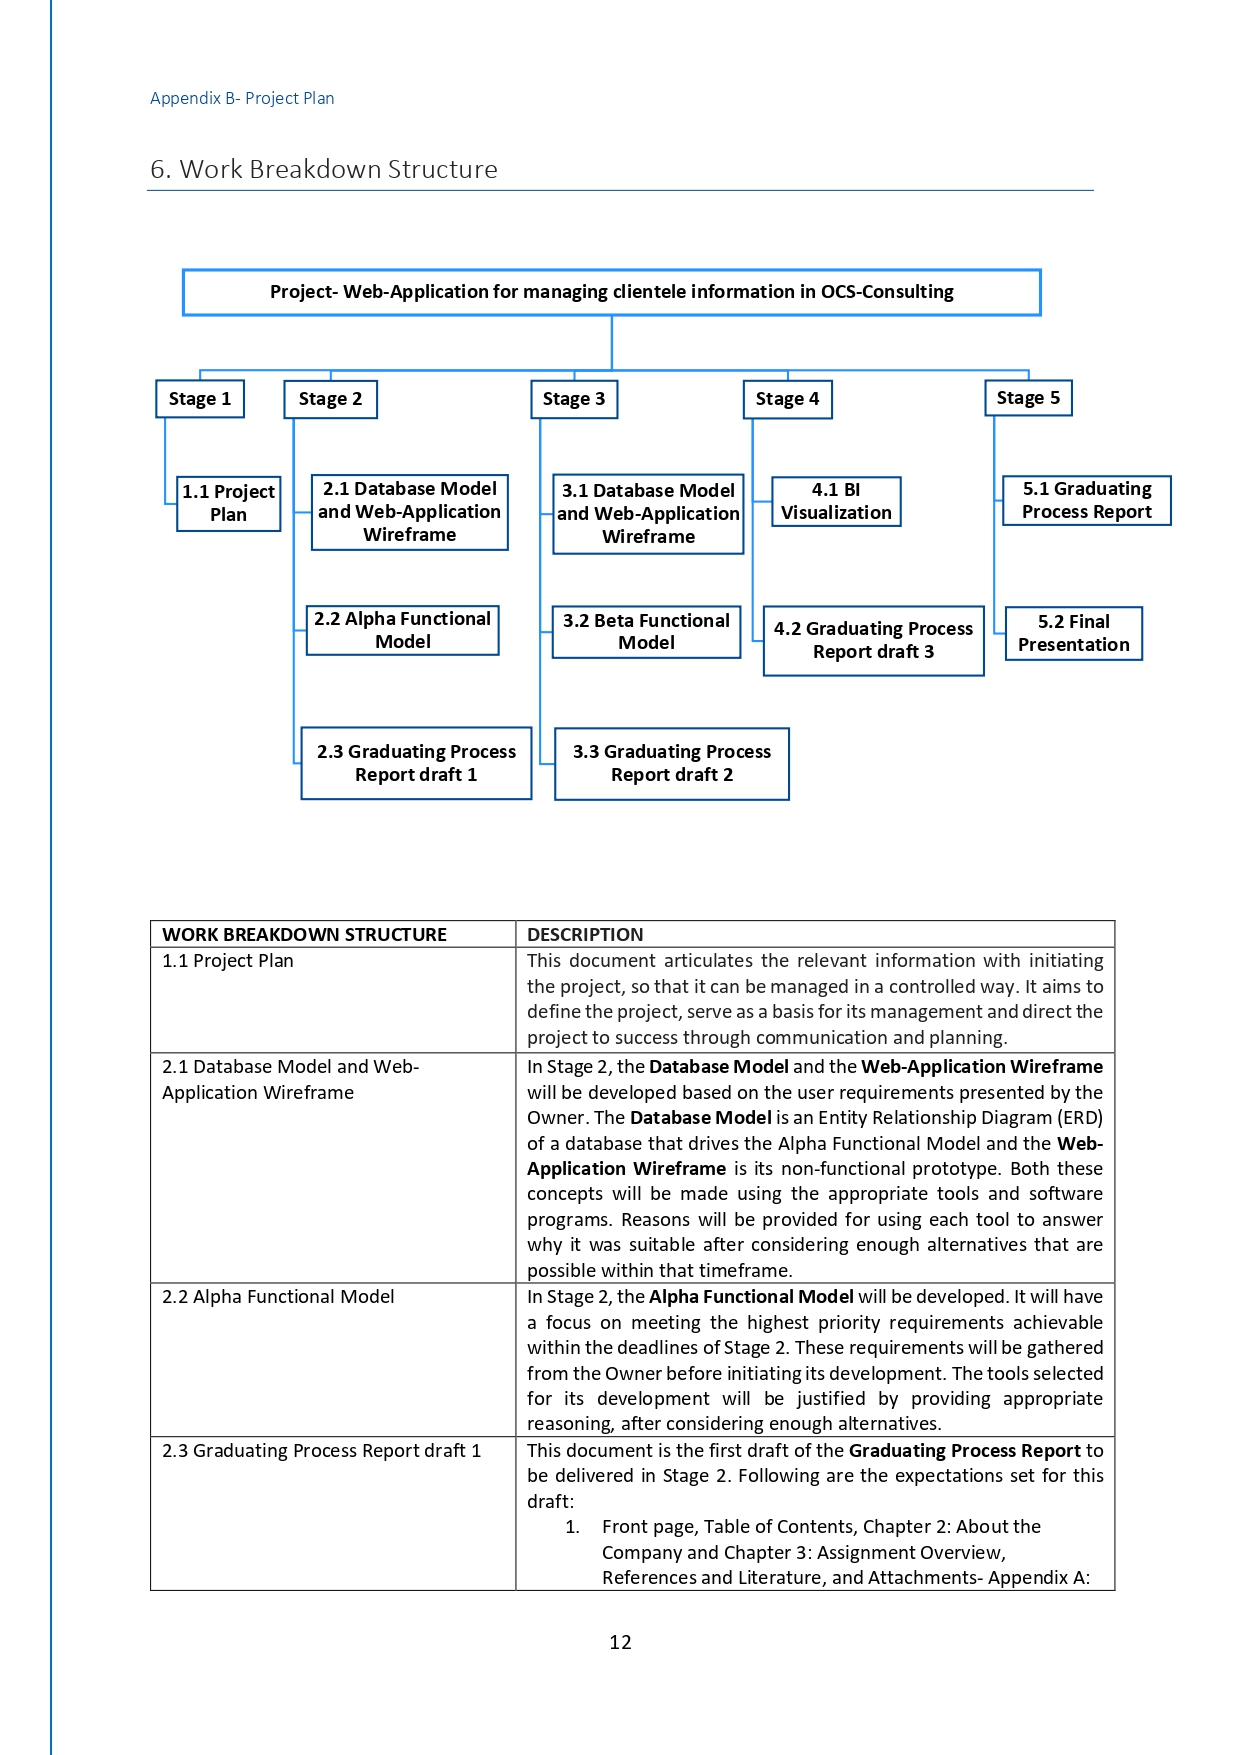 Appendix B- Project Plan
6. Work Breakdown Structure
Project- Web-Application for managing clientele information in OCS-Consulting
Stage 1
Stage 2
Stage 3
Stage 4
Stage 5
1.1 Project
Plan
2.1 Database Model
and Web-Application
Wireframe
3.1 Database Model
and Web-Application
Wireframe
4.1 BI
Visualization
5.1 Graduating
Process Report
2.2 Alpha Functional
Model
3.2 Beta Functional
Model
4.2 Graduating Process
Report draft 3
5.2 Final
Presentation
2.3 Graduating Process
Report draft 1
3.3 Graduating Process
Report draft 2
WORK BREAKDOWN STRUCTURE
DESCRIPTION
1.1 Project Plan
This document articulates the relevant information with initiating
the project, so that it can be managed in a controlled way. It aims to
define the project, serve as a basis for its management and direct the
project to success through communication and planning.
2.1 Database Model and Web-
Application Wireframe
In Stage 2, the Database Model and the Web-Application Wireframe
will be developed based on the user requirements presented by the
Owner. The Database Model is an Entity Relationship Diagram (ERD)
of a database that drives the Alpha Functional Model and the Web-
Application Wireframe is its non-functional prototype. Both these
concepts will be made using the appropriate tools and software
programs. Reasons will be provided for using each tool to answer
why it was suitable after considering enough alternatives that are
possible within that timeframe.
2.2 Alpha Functional Model
In Stage 2, the Alpha Functional Model will be developed. It will have
a focus on meeting the highest priority requirements achievable
within the deadlines of Stage 2. These requirements will be gathered
from the Owner before initiating its development. The tools selected
for its development will be justified by providing appropriate
reasoning, after considering enough alternatives.
2.3 Graduating Process Report draft 1
This document is the first draft of the Graduating Process Report to
be delivered in Stage 2. Following are the expectations set for this
draft:
1. Front page, Table of Contents, Chapter 2: About the
Company and Chapter 3: Assignment Overview,
References and Literature, and Attachments- Appendix A:
12